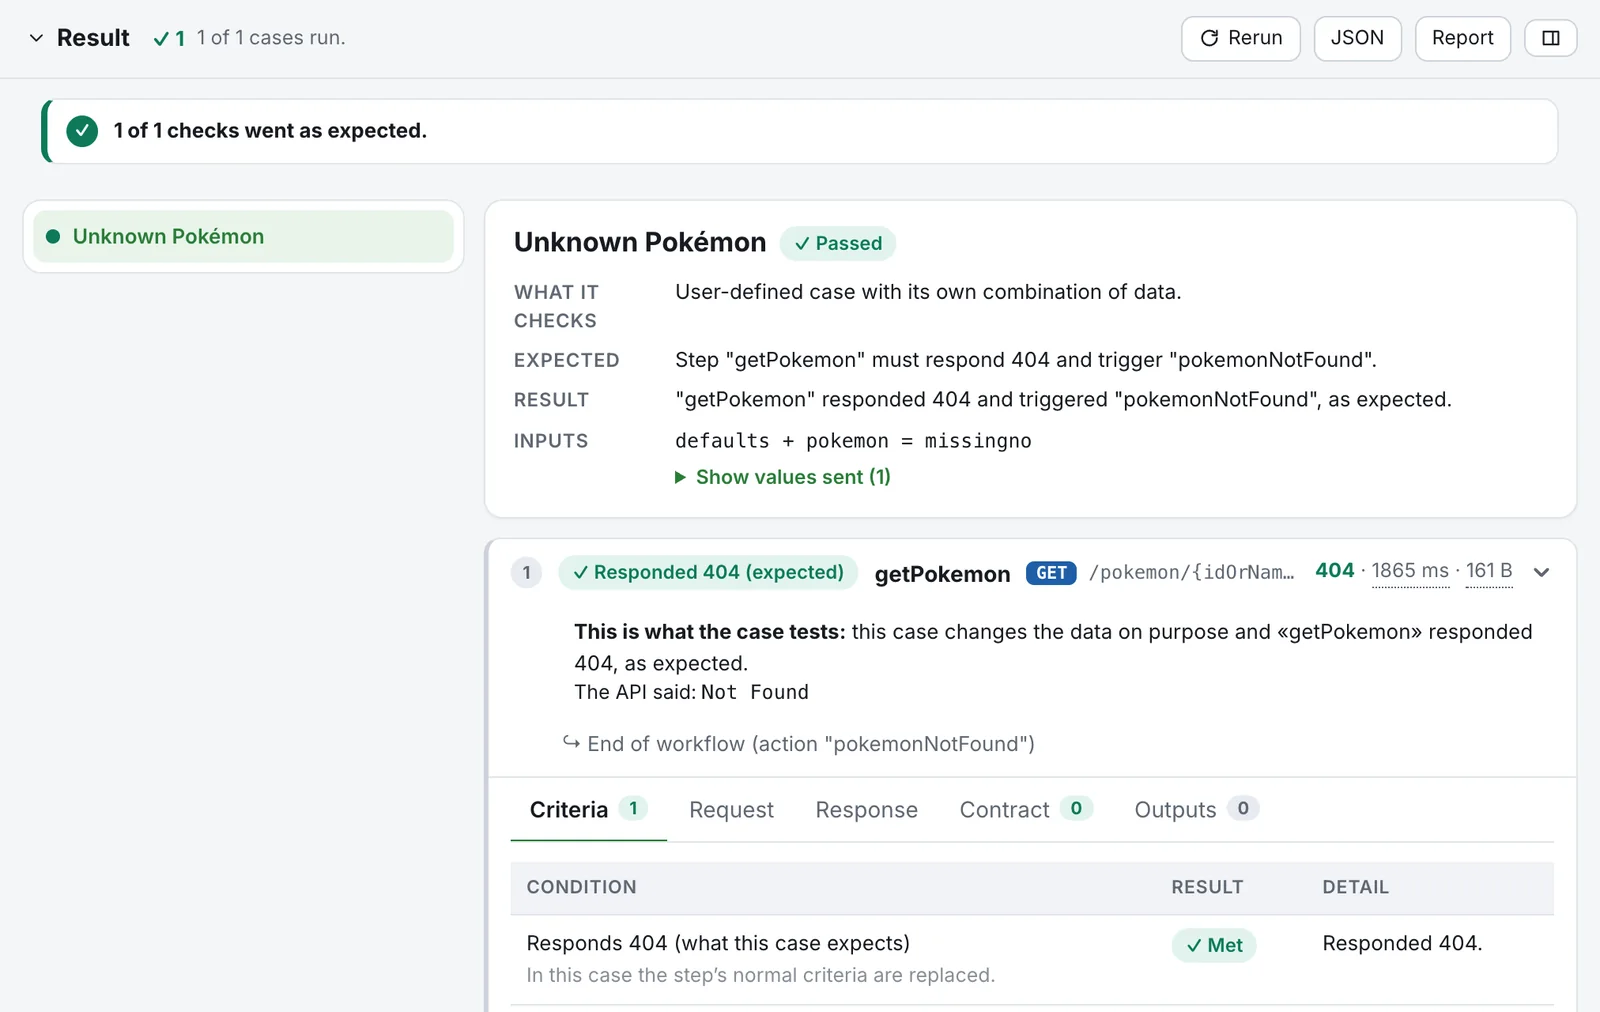 Result ✓ 1 1 of 1 cases run.
Rerun
JSON
Report
1 of 1 checks went as expected.
Unknown Pokémon
Unknown Pokémon ✓ Passed
WHAT IT CHECKS
User-defined case with its own combination of data.
EXPECTED
Step "getPokemon" must respond 404 and trigger "pokemonNotFound".
RESULT
"getPokemon" responded 404 and triggered "pokemonNotFound", as expected.
INPUTS
defaults + pokemon = missingno
▶ Show values sent (1)
1 ✓ Responded 404 (expected) getPokemon GET /pokemon/{idOrNam… 404 · 1865 ms · 161 B
This is what the case tests: this case changes the data on purpose and «getPokemon» responded
404, as expected.
The API said: Not Found
↪ End of workflow (action "pokemonNotFound")
Criteria 1 Request Response Contract 0 Outputs 0
CONDITION RESULT DETAIL
Responds 404 (what this case expects) ✓ Met Responded 404.
In this case the step’s normal criteria are replaced.